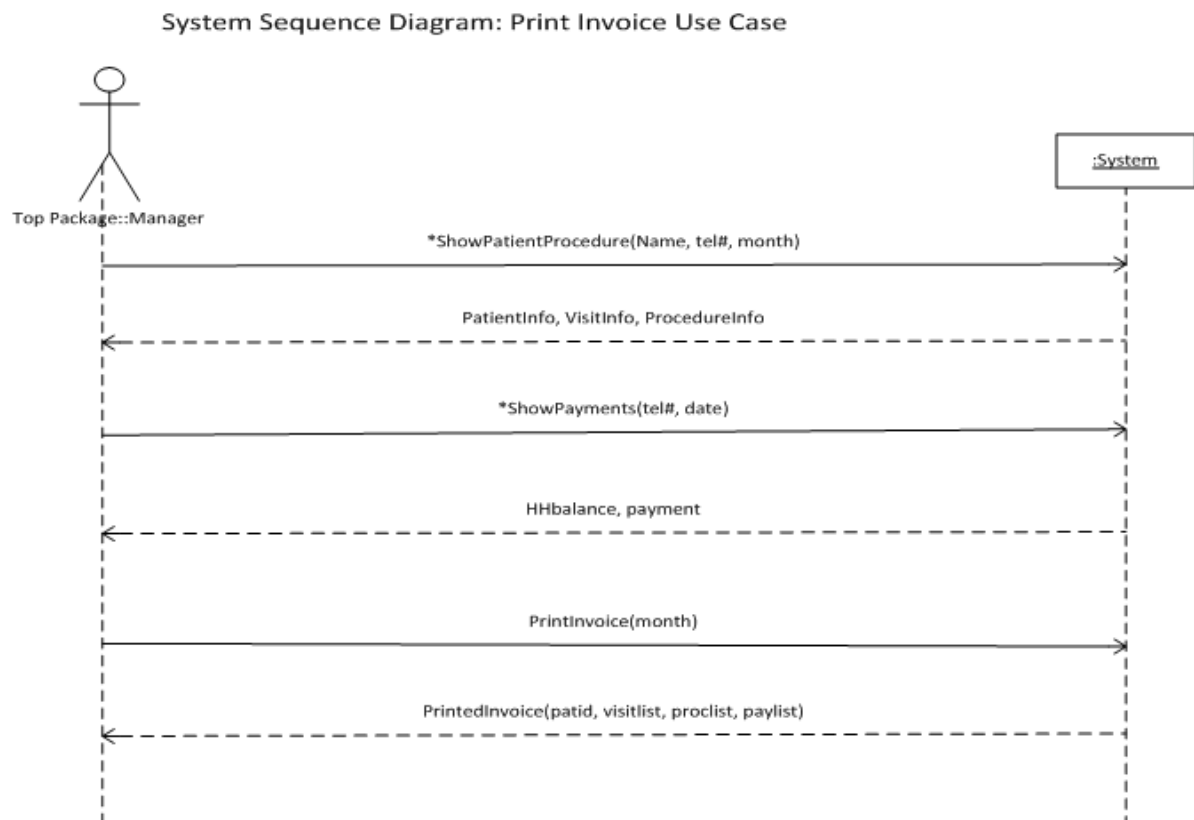 System Sequence Diagram: Print Invoice Use Case
:System
Top Package::Manager
*ShowPatientProcedure(Name, tel#, month)
PatientInfo, VisitInfo, ProcedureInfo
*ShowPayments(tel#, date)
HHbalance, payment
PrintInvoice(month)
PrintedInvoice(patid, visitlist, proclist, paylist)